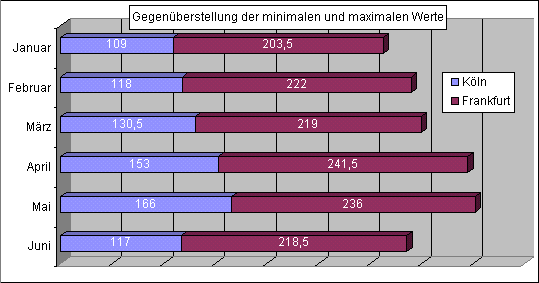 Gegenüberstellung der minimalen und maximalen Werte
Januar 109 203,5
Februar 118 222
März 130,5 219
April 153 241,5
Mai 166 236
Juni 117 218,5
Köln
Frankfurt